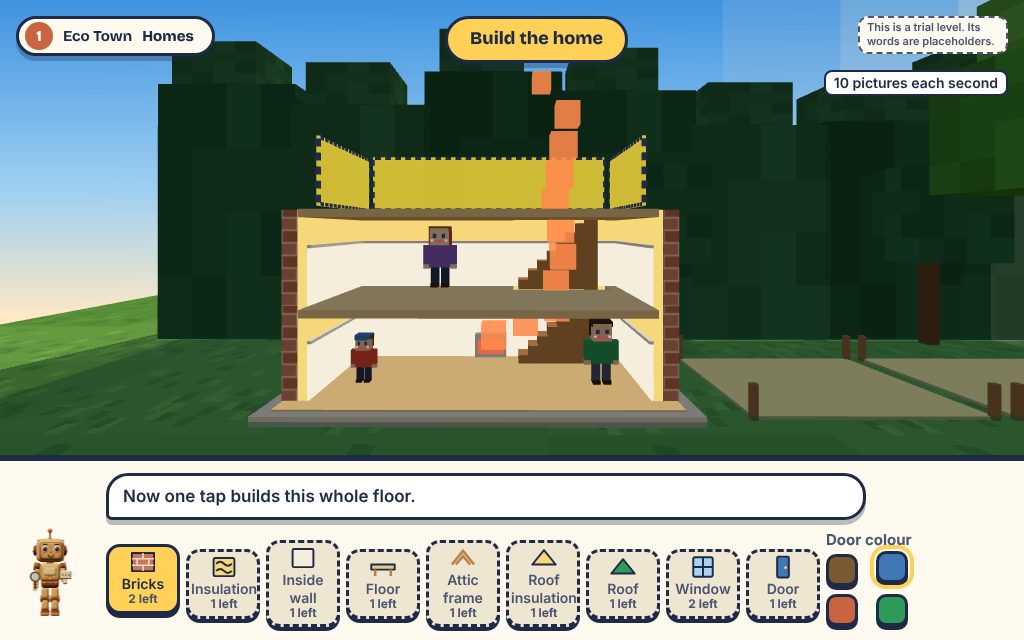 1 Eco Town Homes
Build the home
This is a trial level. Its
words are placeholders.
10 pictures each second
Now one tap builds this whole floor.
Bricks
2 left
Insulation
1 left
Inside
wall
1 left
Floor
1 left
Attic
frame
1 left
Roof
insulation
1 left
Roof
1 left
Window
2 left
Door
1 left
Door colour